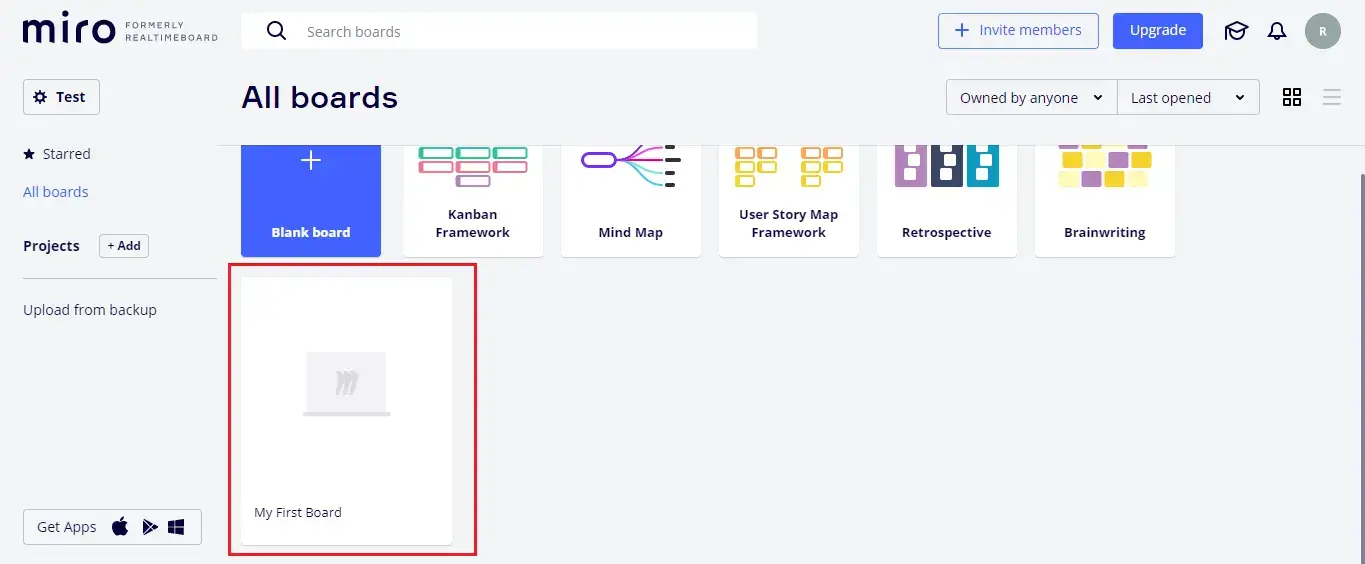 miro FORMERLY
REALTIMEBOARD
Search boards
+ Invite members
Upgrade
R
Test
All boards
Owned by anyone
Last opened
Starred
All boards
Projects
+ Add
Upload from backup
Get Apps
Blank board
Kanban
Framework
Mind Map
User Story Map
Framework
Retrospective
Brainwriting
My First Board